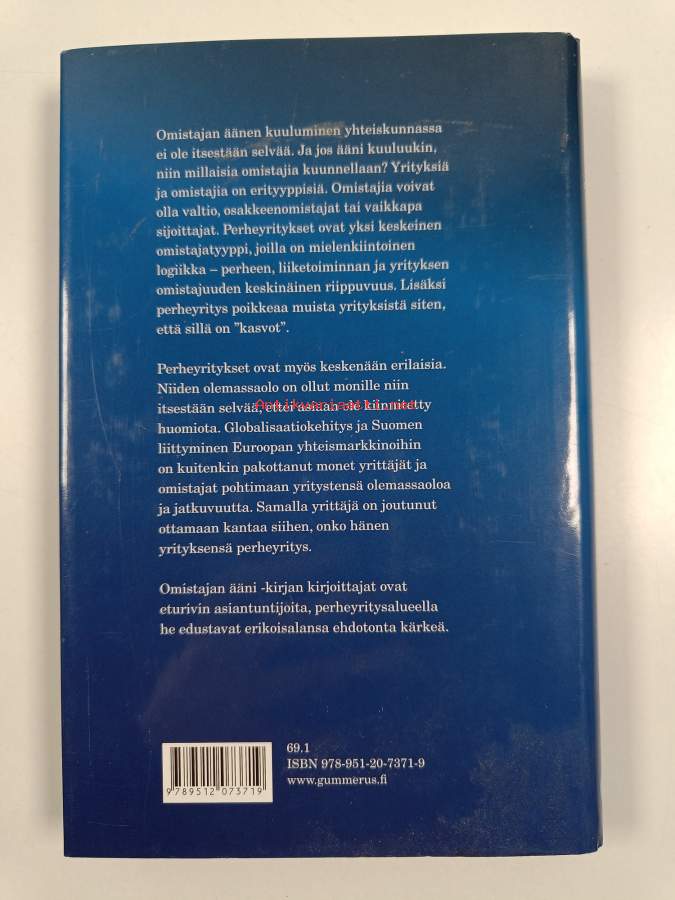 Omistajan äänen kuuluminen yhteiskunnassa
ei ole itsestään selvää. Ja jos ääni kuuluukin,
niin millaisia omistajia kuunnellaan? Yrityksiä
ja omistajia on erityyppisiä. Omistajia voivat
olla valtio, osakkeenomistajat tai vaikkapa
sijoittajat. Perheyritykset ovat yksi keskeinen
omistajatyyppi, joilla on mielenkiintoinen
logiikka – perheen, liiketoiminnan ja yrityksen
omistajuuden keskinäinen riippuvuus. Lisäksi
perheyritys poikkeaa muista yrityksistä siten,
että sillä on "kasvot".
Perheyritykset ovat myös keskenään erilaisia.
Niiden olemassaolo on ollut monille niin
itsestään selvää, ettei asiaan ole kiinnitetty
Antikvariaatti.net
huomiota. Globalisaatiokehitys ja Suomen
liittyminen Euroopan yhteismarkkinoihin
on kuitenkin pakottanut monet yrittäjät ja
omistajat pohtimaan yritystensä olemassaoloa
ja jatkuvuutta. Samalla yrittäjä on joutunut
ottamaan kantaa siihen, onko hänen
yrityksensä perheyritys.
Omistajan ääni -kirjan kirjoittajat ovat
eturivin asiantuntijoita, perheyritysalueella
he edustavat erikoisalansa ehdotonta kärkeä.
69.1
ISBN 978-951-20-7371-9
www.gummerus.fi
9 789512 073719